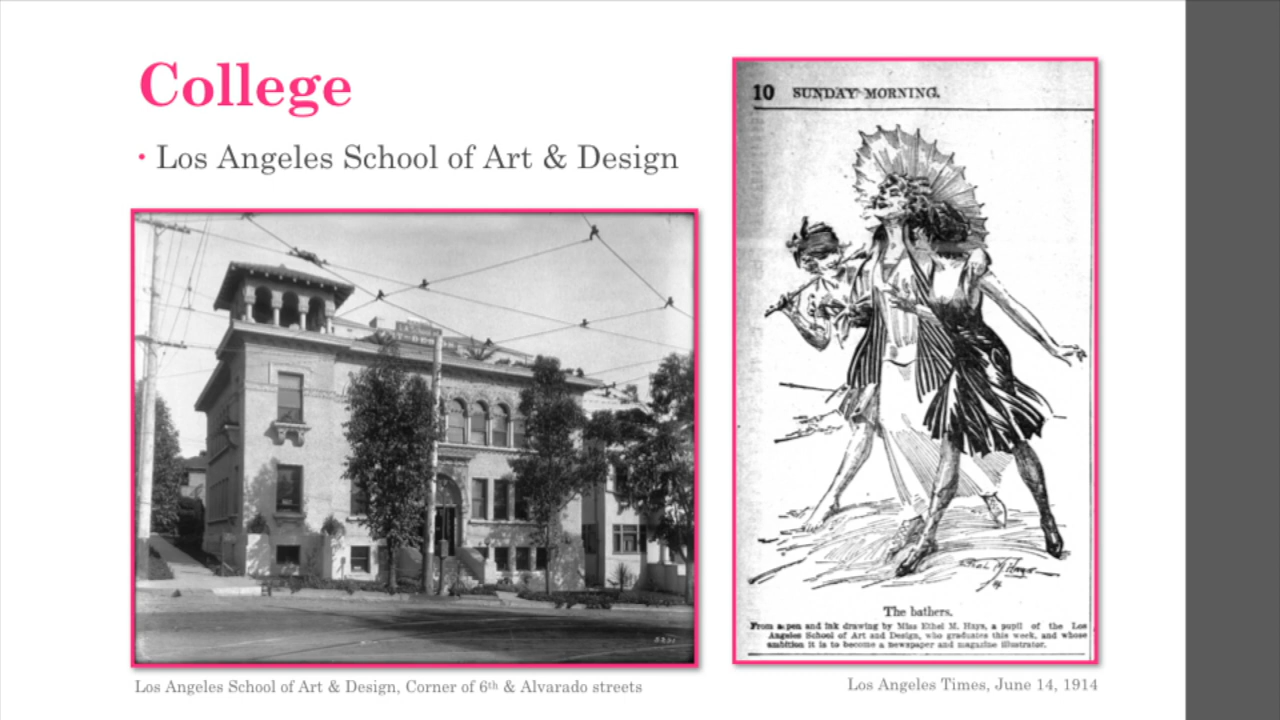 College
• Los Angeles School of Art & Design
10 SUNDAY MORNING.
Ethel M. Hays
The bathers.
From a pen and ink drawing by Miss Ethel M. Hays, a pupil of the Los
Angeles School of Art and Design, who graduates this week, and whose
ambition it is to become a newspaper and magazine illustrator.
Los Angeles School of Art & Design, Corner of 6th & Alvarado streets
Los Angeles Times, June 14, 1914